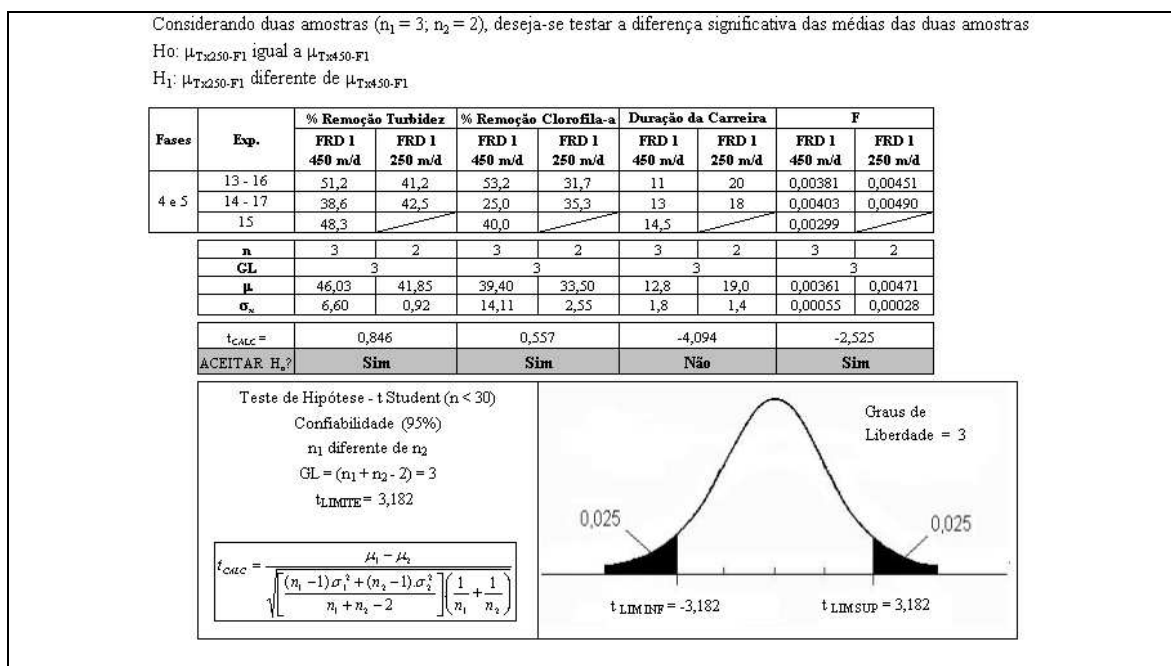 Considerando duas amostras (n₁ = 3; n₂ = 2), deseja-se testar a diferença significativa das médias das duas amostras
Ho: μTx250-F1 igual a μTx450-F1
H₁: μTx250-F1 diferente de μTx450-F1
Fases Exp. % Remoção Turbidez % Remoção Clorofila-a Duração da Carreira F
FRD 1 450 m/d FRD 1 250 m/d FRD 1 450 m/d FRD 1 250 m/d FRD 1 450 m/d FRD 1 250 m/d FRD 1 450 m/d FRD 1 250 m/d
4 e 5 13 - 16 51,2 41,2 53,2 31,7 11 20 0,00381 0,00451
14 - 17 38,6 42,5 25,0 35,3 13 18 0,00403 0,00490
15 48,3 40,0 14,5 0,00299
n 3 2 3 2 3 2 3 2
GL 3 3 3 3
μ 46,03 41,85 39,40 33,50 12,8 19,0 0,00361 0,00471
σₓ 6,60 0,92 14,11 2,55 1,8 1,4 0,00055 0,00028
tCALC = 0,846 0,557 -4,094 -2,525
ACEITAR Hₒ? Sim Sim Não Sim
Teste de Hipótese - t Student (n < 30)
Confiabilidade (95%)
n₁ diferente de n₂
GL = (n₁ + n₂ - 2) = 3
tLIMITE = 3,182
tCALC = (μ₁ − μ₂) / √([((n₁ −1).σ₁² + (n₂ −1).σ₂²) / (n₁ + n₂ − 2)].(1/n₁ + 1/n₂))
Graus de
Liberdade = 3
0,025
0,025
t LIM INF = -3,182
t LIM SUP = 3,182